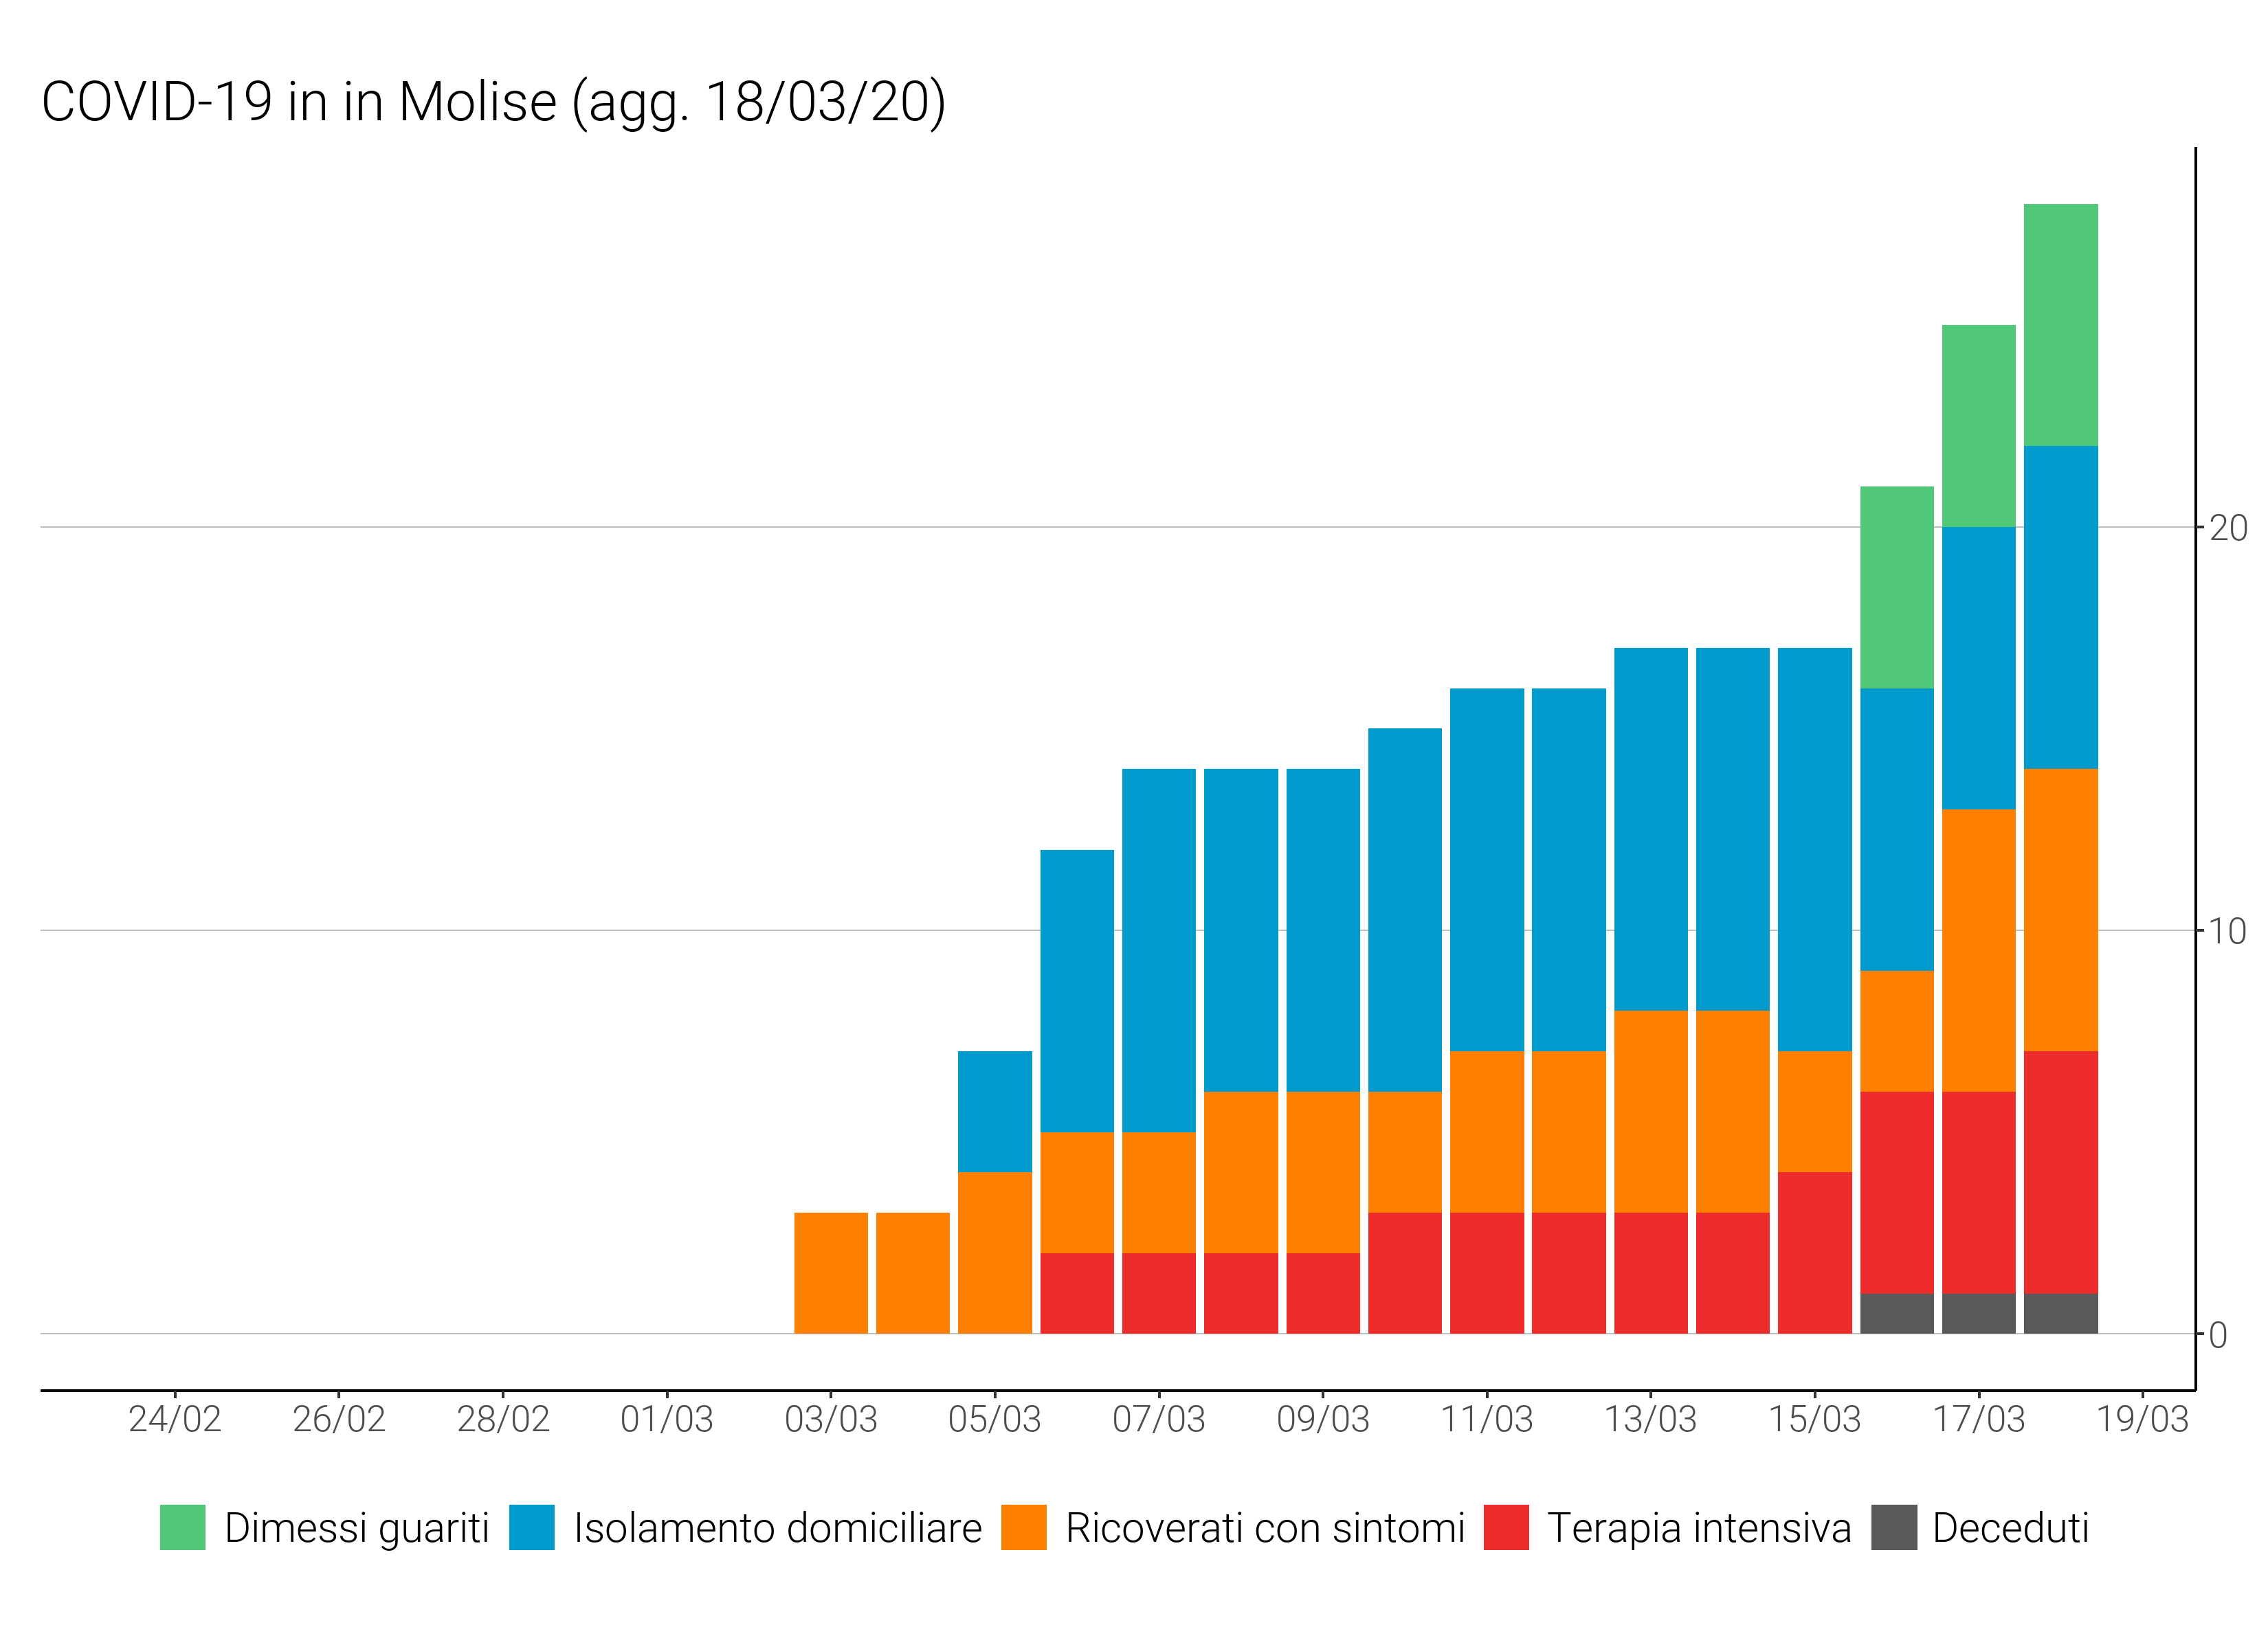 COVID-19 in in Molise (agg. 18/03/20)
20
10
0
24/02 26/02 28/02 01/03 03/03 05/03 07/03 09/03 11/03 13/03 15/03 17/03 19/03
Dimessi guariti Isolamento domiciliare Ricoverati con sintomi Terapia intensiva Deceduti